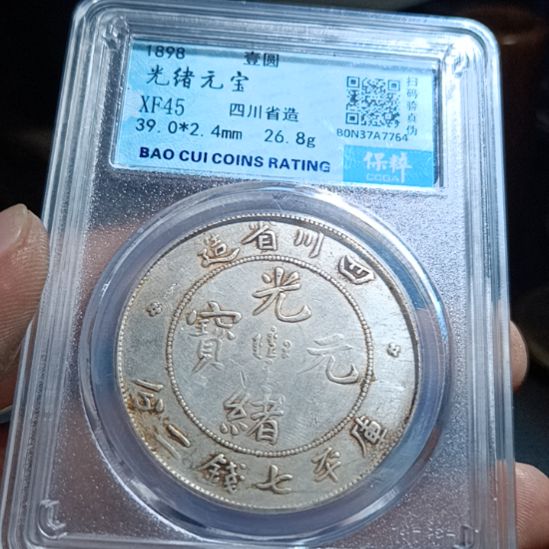 1898 壹圆
光绪元宝
XF45 四川省造
39.0*2.4mm 26.8g
BAO CUI COINS RATING
扫码验真伪
B0N37A7764
保粹
CCGA
四川省造
光緒元寶
庫平七錢二分